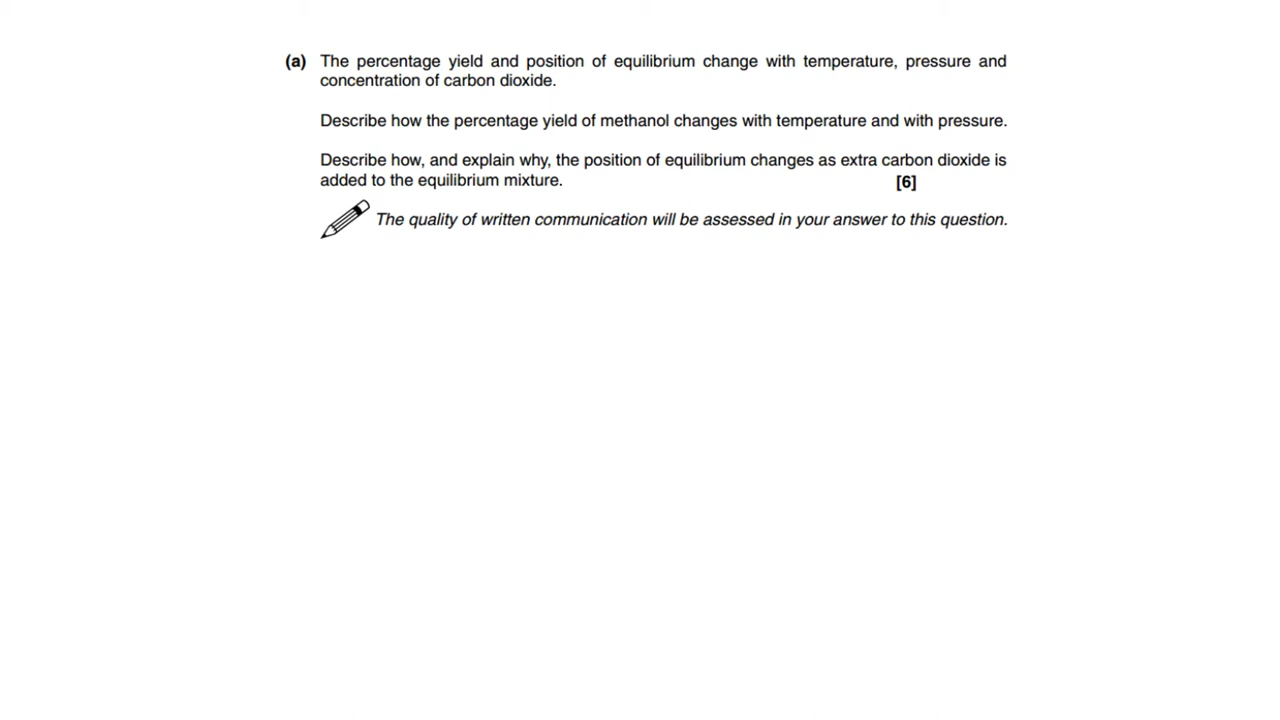 (a) The percentage yield and position of equilibrium change with temperature, pressure and
concentration of carbon dioxide.
Describe how the percentage yield of methanol changes with temperature and with pressure.
Describe how, and explain why, the position of equilibrium changes as extra carbon dioxide is
added to the equilibrium mixture. [6]
The quality of written communication will be assessed in your answer to this question.